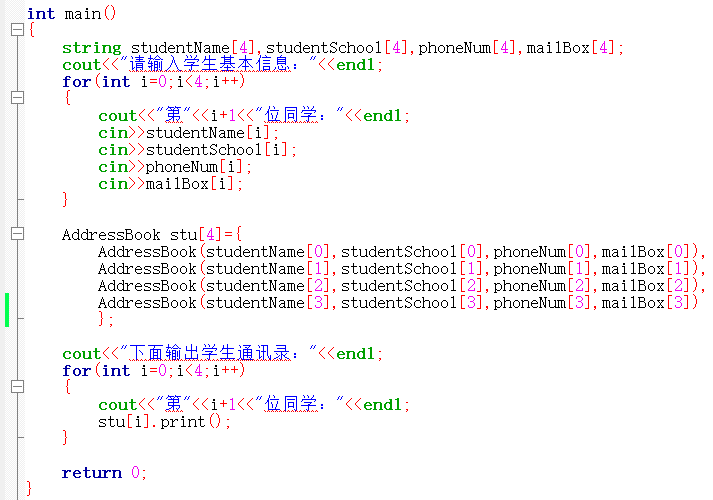 int main()
{
string studentName[4],studentSchool[4],phoneNum[4],mailBox[4];
cout<<"请输入学生基本信息："<<endl;
for(int i=0;i<4;i++)
{
cout<<"第"<<i+1<<"位同学："<<endl;
cin>>studentName[i];
cin>>studentSchool[i];
cin>>phoneNum[i];
cin>>mailBox[i];
}
AddressBook stu[4]={
AddressBook(studentName[0],studentSchool[0],phoneNum[0],mailBox[0]),
AddressBook(studentName[1],studentSchool[1],phoneNum[1],mailBox[1]),
AddressBook(studentName[2],studentSchool[2],phoneNum[2],mailBox[2]),
AddressBook(studentName[3],studentSchool[3],phoneNum[3],mailBox[3])
};
cout<<"下面输出学生通讯录："<<endl;
for(int i=0;i<4;i++)
{
cout<<"第"<<i+1<<"位同学："<<endl;
stu[i].print();
}
return 0;
}